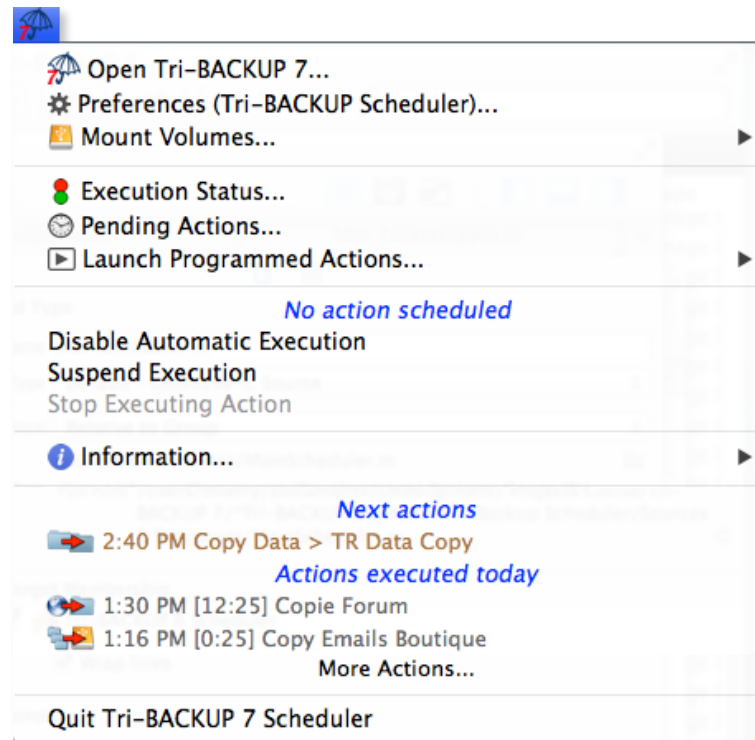 7
7 Open Tri-BACKUP 7...
Preferences (Tri-BACKUP Scheduler)...
Mount Volumes...
Execution Status...
Pending Actions...
Launch Programmed Actions...
No action scheduled
Disable Automatic Execution
Suspend Execution
Stop Executing Action
i Information...
Next actions
2:40 PM Copy Data > TR Data Copy
Actions executed today
1:30 PM [12:25] Copie Forum
1:16 PM [0:25] Copy Emails Boutique
More Actions...
Quit Tri-BACKUP 7 Scheduler